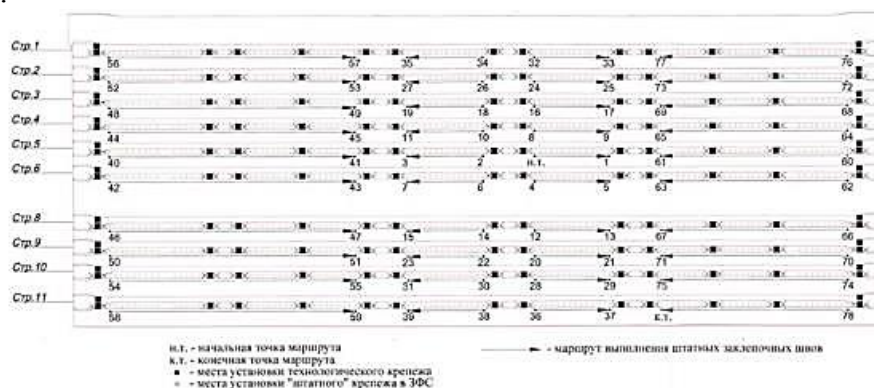 Стр.1
56 57 35 34 32 33 77 76
Стр.2
52 53 27 26 24 25 73 72
Стр.3
48 49 19 18 16 17 69 68
Стр.4
44 45 11 10 8 9 65 64
Стр.5
40 41 3 2 н.т. 1 61 60
Стр.6
42 43 7 6 4 5 63 62
Стр.8
46 47 15 14 12 13 67 66
Стр.9
50 51 23 22 20 21 71 70
Стр.10
54 55 31 30 28 29 75 74
Стр.11
58 59 39 38 36 37 к.т. 78
н.т. - начальная точка маршрута
к.т. - конечная точка маршрута
- места установки технологического крепежа
- места установки "штатного" крепежа в ЗФС
- маршрут выполнения штатных заклепочных швов